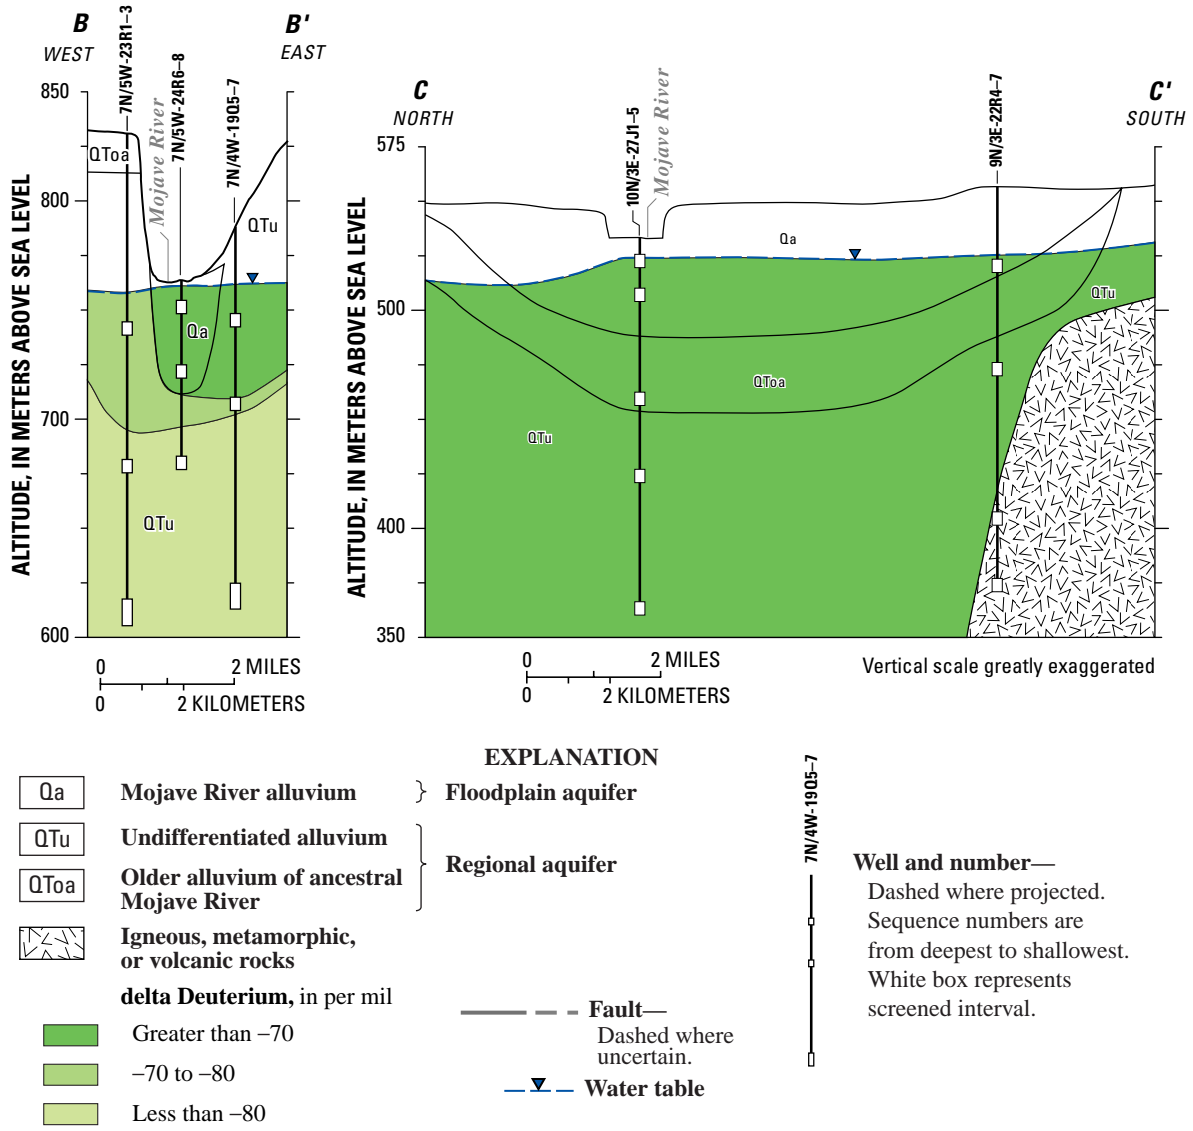 B
WEST
B'
EAST
7N/5W-23R1–3
Mojave River
7N/5W-24R6–8
7N/4W-19Q5–7
850
800
700
600
ALTITUDE, IN METERS ABOVE SEA LEVEL
QToa
QTu
Qa
QTu
0 2 MILES
0 2 KILOMETERS
C
NORTH
C'
SOUTH
10N/3E-27J1–5
Mojave River
9N/3E-22R4–7
575
500
400
350
ALTITUDE, IN METERS ABOVE SEA LEVEL
Qa
QTu
QToa
QTu
0 2 MILES
0 2 KILOMETERS
Vertical scale greatly exaggerated
EXPLANATION
Qa Mojave River alluvium } Floodplain aquifer
QTu Undifferentiated alluvium
Regional aquifer
QToa Older alluvium of ancestral
Mojave River
Igneous, metamorphic,
or volcanic rocks
delta Deuterium, in per mil
Greater than –70
–70 to –80
Less than –80
Fault—
Dashed where
uncertain.
Water table
7N/4W-19Q5–7
Well and number—
Dashed where projected.
Sequence numbers are
from deepest to shallowest.
White box represents
screened interval.